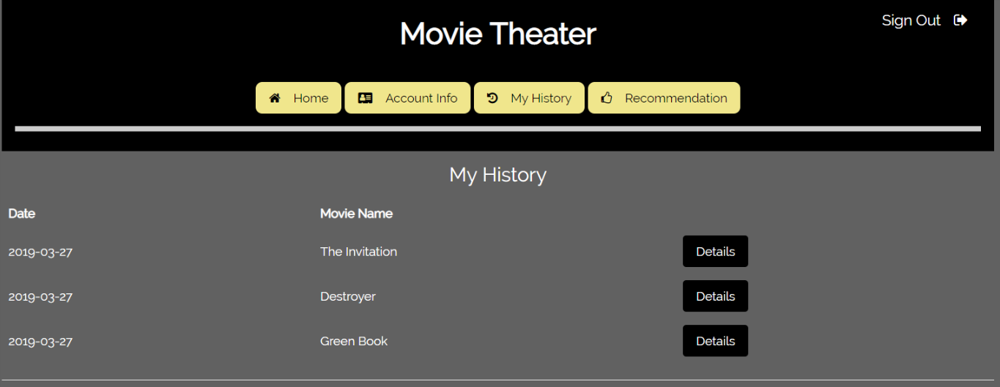 Sign Out
Movie Theater
Home Account Info My History Recommendation
My History
Date Movie Name
2019-03-27 The Invitation Details
2019-03-27 Destroyer Details
2019-03-27 Green Book Details